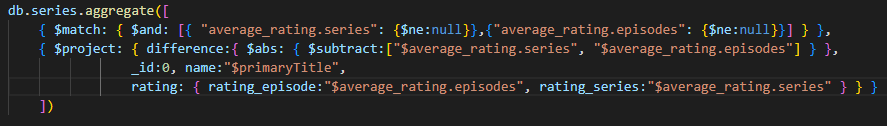 db.series.aggregate([
{ $match: { $and: [{ "average_rating.series": {$ne:null}},{"average_rating.episodes": {$ne:null}}] } },
{ $project: { difference:{ $abs: { $subtract:["$average_rating.series", "$average_rating.episodes"] } },
_id:0, name:"$primaryTitle",
rating: { rating_episode:"$average_rating.episodes", rating_series:"$average_rating.series" } } }
])